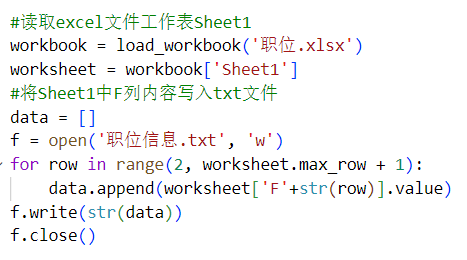 #读取excel文件工作表Sheet1
workbook = load_workbook('职位.xlsx')
worksheet = workbook['Sheet1']
#将Sheet1中F列内容写入txt文件
data = []
f = open('职位信息.txt', 'w')
for row in range(2, worksheet.max_row + 1):
    data.append(worksheet['F'+str(row)].value)
f.write(str(data))
f.close()